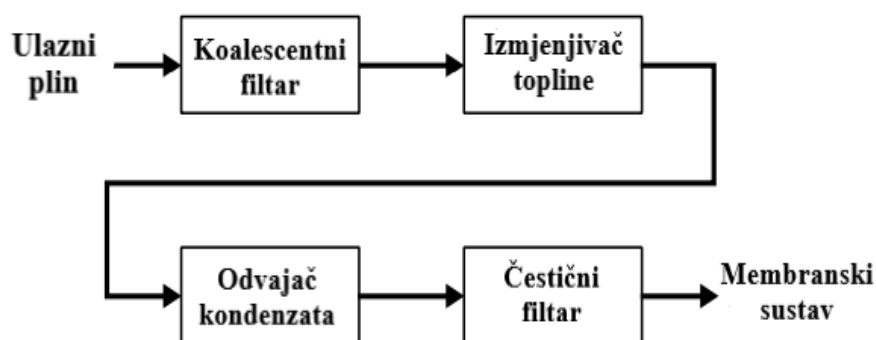 Ulazni
plin
Koalescentni
filtar
Izmjenjivač
topline
Odvajač
kondenzata
Čestični
filtar
Membranski
sustav